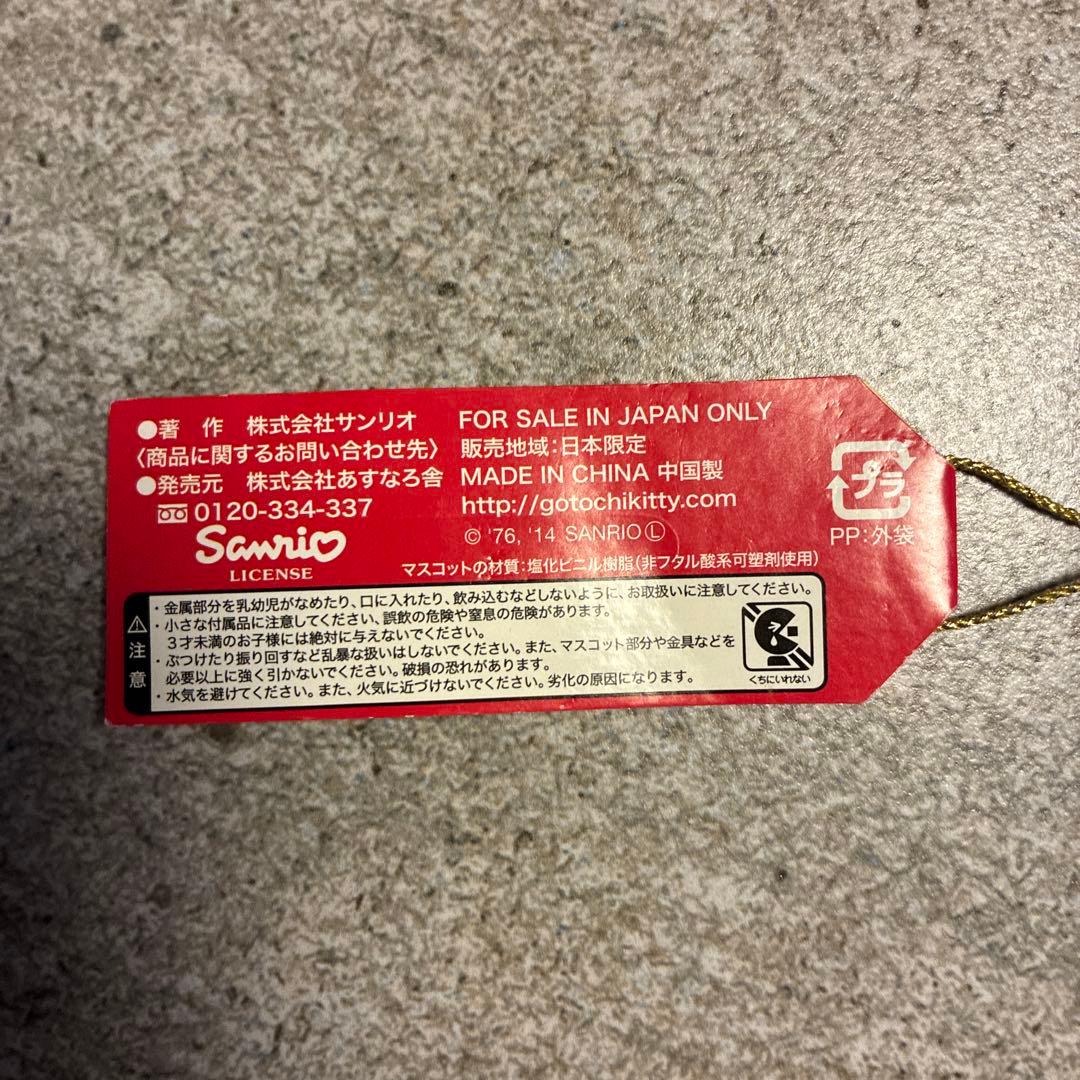 ●著　作　株式会社サンリオ
〈商品に関するお問い合わせ先〉
●発売元　株式会社あすなろ舎
0120-334-337
Sanrio
LICENSE
FOR SALE IN JAPAN ONLY
販売地域：日本限定
MADE IN CHINA 中国製
http://gotochikitty.com
© '76, '14 SANRIO Ⓛ
マスコットの材質：塩化ビニル樹脂（非フタル酸系可塑剤使用）
プラ
PP：外袋
⚠注意
・金属部分を乳幼児がなめたり、口に入れたり、飲み込むなどしないように、お取扱いに注意してください。
・小さな付属品に注意してください、誤飲の危険や窒息の危険があります。
３才未満のお子様には絶対に与えないでください。
・ぶつけたり振り回すなど乱暴な扱いはしないでください。また、マスコット部分や金具などを
必要以上に強く引かないでください。破損の恐れがあります。
・水気を避けてください。また、火気に近づけないでください。劣化の原因になります。
くちにいれない